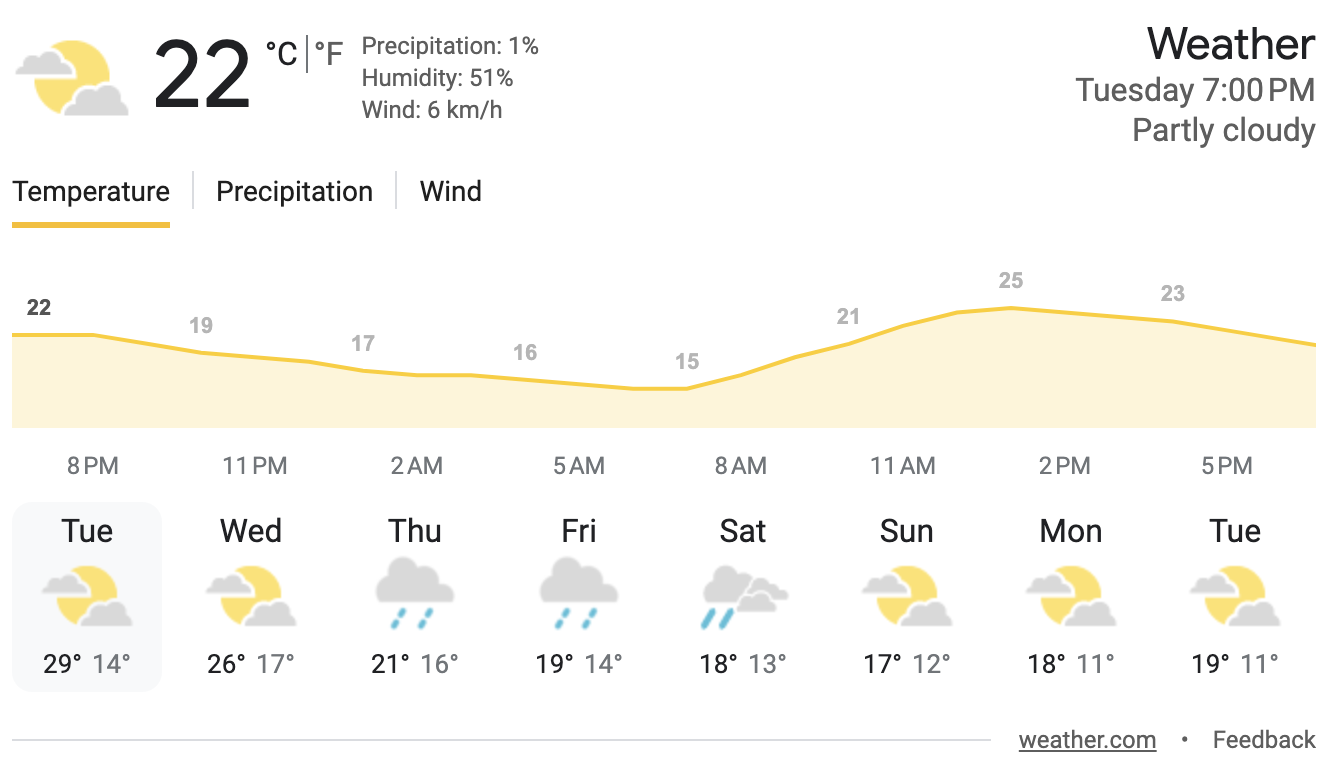 22 °C | °F
Precipitation: 1%
Humidity: 51%
Wind: 6 km/h
Weather
Tuesday 7:00 PM
Partly cloudy
Temperature | Precipitation | Wind
22 19 17 16 15 21 25 23
8 PM 11 PM 2 AM 5 AM 8 AM 11 AM 2 PM 5 PM
Tue Wed Thu Fri Sat Sun Mon Tue
29° 14° 26° 17° 21° 16° 19° 14° 18° 13° 17° 12° 18° 11° 19° 11°
weather.com • Feedback